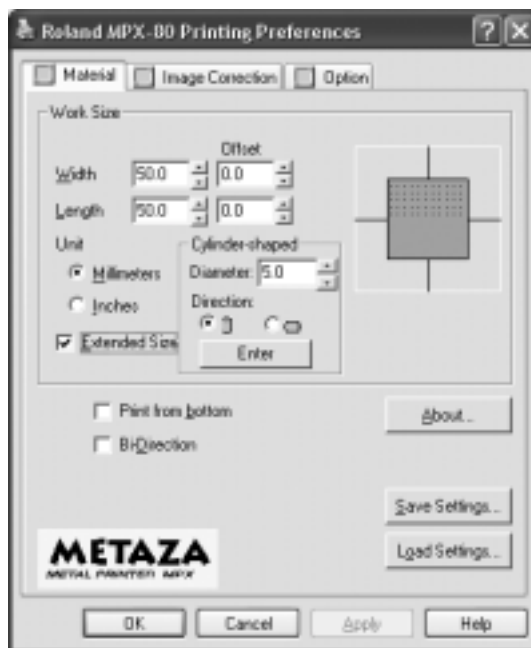 Roland MPX-80 Printing Preferences
Material Image Correction Option
Work Size
Offset
Width 50.0 0.0
Length 50.0 0.0
Unit
Millimeters
Inches
Extended Size
Cylinder-shaped
Diameter: 5.0
Direction:
Enter
Print from bottom
Bi-Direction
About...
Save Settings...
Load Settings...
METAZA
METAL PRINTER MPX
OK Cancel Apply Help